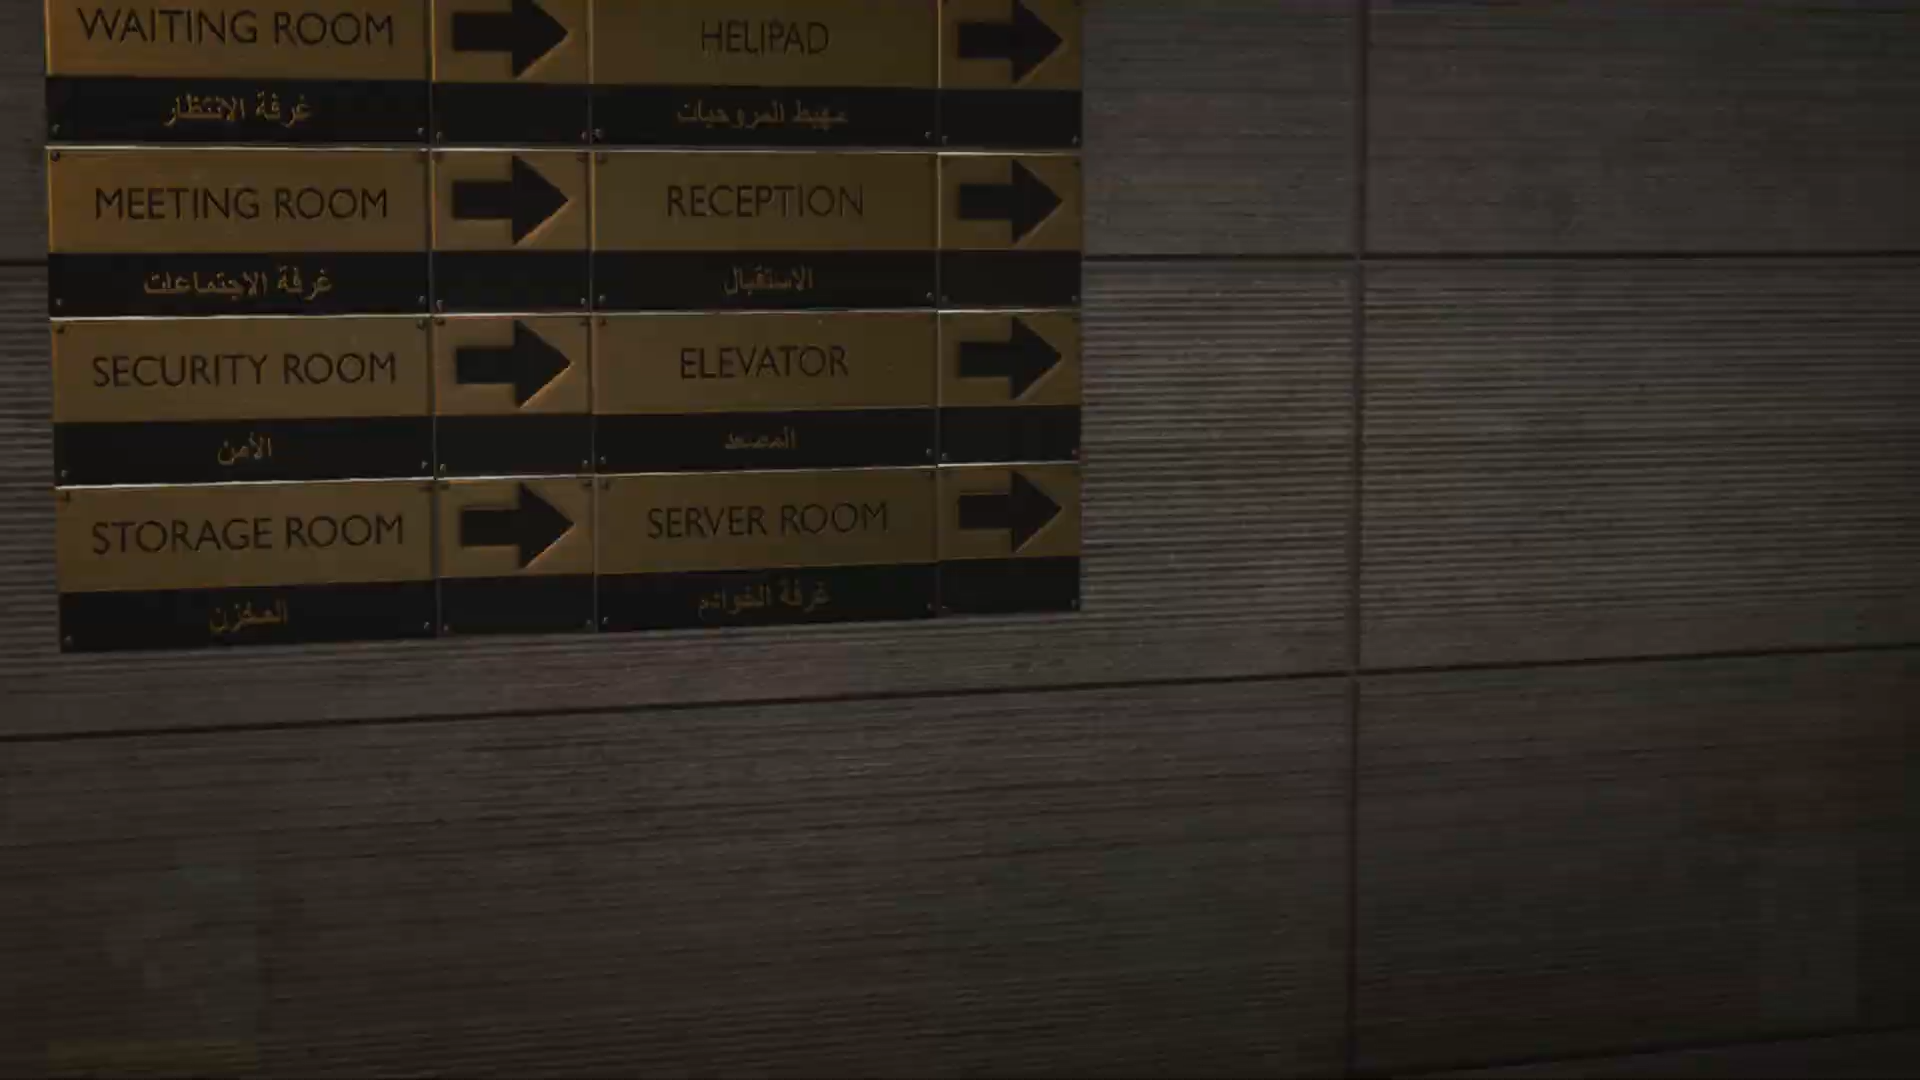 WAITING ROOM
غرفة الانتظار
HELIPAD
مهبط المروحيات
MEETING ROOM
غرفة الاجتماعات
RECEPTION
الاستقبال
SECURITY ROOM
الأمن
ELEVATOR
المصعد
STORAGE ROOM
المخزن
SERVER ROOM
غرفة الخوادم